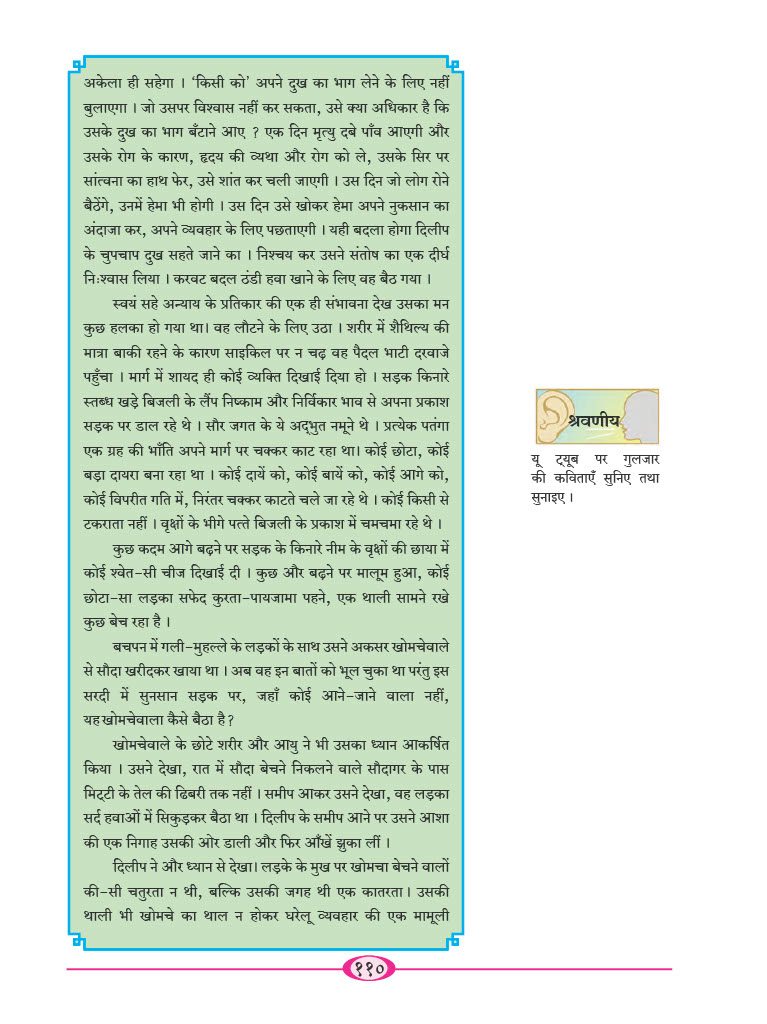 अकेला ही सहेगा । ‘किसी को’ अपने दुख का भाग लेने के लिए नहीं
बुलाएगा । जो उसपर विश्वास नहीं कर सकता, उसे क्या अधिकार है कि
उसके दुख का भाग बँटाने आए ? एक दिन मृत्यु दबे पाँव आएगी और
उसके रोग के कारण, हृदय की व्यथा और रोग को ले, उसके सिर पर
सांत्वना का हाथ फेर, उसे शांत कर चली जाएगी । उस दिन जो लोग रोने
बैठेंगे, उनमें हेमा भी होगी । उस दिन उसे खोकर हेमा अपने नुकसान का
अंदाजा कर, अपने व्यवहार के लिए पछताएगी । यही बदला होगा दिलीप
के चुपचाप दुख सहते जाने का । निश्चय कर उसने संतोष का एक दीर्घ
निःश्वास लिया । करवट बदल ठंडी हवा खाने के लिए वह बैठ गया ।
स्वयं सहे अन्याय के प्रतिकार की एक ही संभावना देख उसका मन
कुछ हलका हो गया था। वह लौटने के लिए उठा । शरीर में शैथिल्य की
मात्रा बाकी रहने के कारण साइकिल पर न चढ़ वह पैदल भाटी दरवाजे
पहुँचा । मार्ग में शायद ही कोई व्यक्ति दिखाई दिया हो । सड़क किनारे
स्तब्ध खड़े बिजली के लैंप निष्काम और निर्विकार भाव से अपना प्रकाश
सड़क पर डाल रहे थे । सौर जगत के ये अद्भुत नमूने थे । प्रत्येक पतंगा
एक ग्रह की भाँति अपने मार्ग पर चक्कर काट रहा था। कोई छोटा, कोई
बड़ा दायरा बना रहा था । कोई दायें को, कोई बायें को, कोई आगे को,
कोई विपरीत गति में, निरंतर चक्कर काटते चले जा रहे थे । कोई किसी से
टकराता नहीं । वृक्षों के भीगे पत्ते बिजली के प्रकाश में चमचमा रहे थे ।
कुछ कदम आगे बढ़ने पर सड़क के किनारे नीम के वृक्षों की छाया में
कोई श्वेत-सी चीज दिखाई दी । कुछ और बढ़ने पर मालूम हुआ, कोई
छोटा-सा लड़का सफेद कुरता-पायजामा पहने, एक थाली सामने रखे
कुछ बेच रहा है ।
बचपन में गली-मुहल्ले के लड़कों के साथ उसने अकसर खोमचेवाले
से सौदा खरीदकर खाया था । अब वह इन बातों को भूल चुका था परंतु इस
सरदी में सुनसान सड़क पर, जहाँ कोई आने-जाने वाला नहीं,
यह खोमचेवाला कैसे बैठा है ?
खोमचेवाले के छोटे शरीर और आयु ने भी उसका ध्यान आकर्षित
किया । उसने देखा, रात में सौदा बेचने निकलने वाले सौदागर के पास
मिट्टी के तेल की ढिबरी तक नहीं । समीप आकर उसने देखा, वह लड़का
सर्द हवाओं में सिकुड़कर बैठा था । दिलीप के समीप आने पर उसने आशा
की एक निगाह उसकी ओर डाली और फिर आँखें झुका लीं ।
दिलीप ने और ध्यान से देखा। लड़के के मुख पर खोमचा बेचने वालों
की-सी चतुरता न थी, बल्कि उसकी जगह थी एक कातरता। उसकी
थाली भी खोमचे का थाल न होकर घरेलू व्यवहार की एक मामूली
श्रवणीय
यू ट्यूब पर गुलजार
की कविताएँ सुनिए तथा
सुनाइए ।
११०